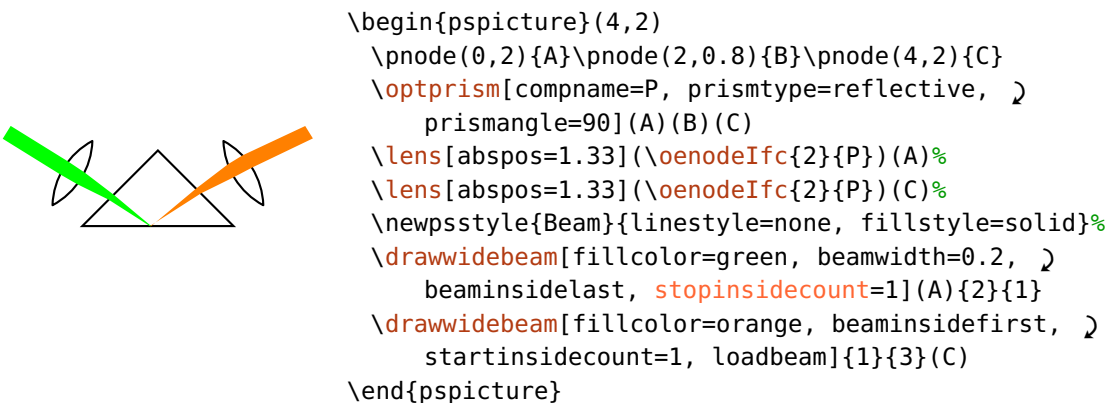 \begin{pspicture}(4,2)
\pnode(0,2){A}\pnode(2,0.8){B}\pnode(4,2){C}
\optprism[compname=P, prismtype=reflective,
prismangle=90](A)(B)(C)
\lens[abspos=1.33](\oenodeIfc{2}{P})(A)%
\lens[abspos=1.33](\oenodeIfc{2}{P})(C)%
\newpsstyle{Beam}{linestyle=none, fillstyle=solid}%
\drawwidebeam[fillcolor=green, beamwidth=0.2,
beaminsidelast, stopinsidecount=1](A){2}{1}
\drawwidebeam[fillcolor=orange, beaminsidefirst,
startinsidecount=1, loadbeam]{1}{3}(C)
\end{pspicture}